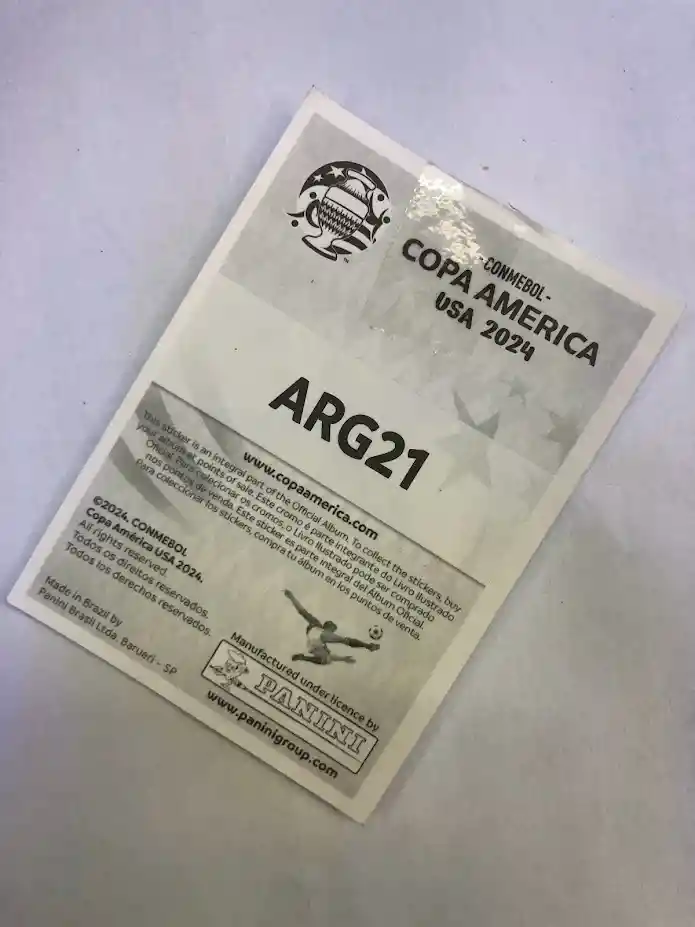 - CONMEBOL -
COPA AMERICA
USA 2024
ARG21
www.copaamerica.com
This sticker is an integral part of the Official Album. To collect the stickers, buy
your album at points of sale. Este cromo é parte integrante do Livro Ilustrado
Oficial. Para colecionar os cromos, o Livro Ilustrado pode ser comprado
nos pontos de venda. Este sticker es parte integral del Álbum Oficial.
Para coleccionar los stickers, compra tu álbum en los puntos de venta.
©2024. CONMEBOL
Copa América USA 2024.
All rights reserved.
Todos os direitos reservados.
Todos los derechos reservados.
Made in Brazil by
Panini Brasil Ltda. Barueri - SP
Manufactured under licence by
PANINI
www.paninigroup.com